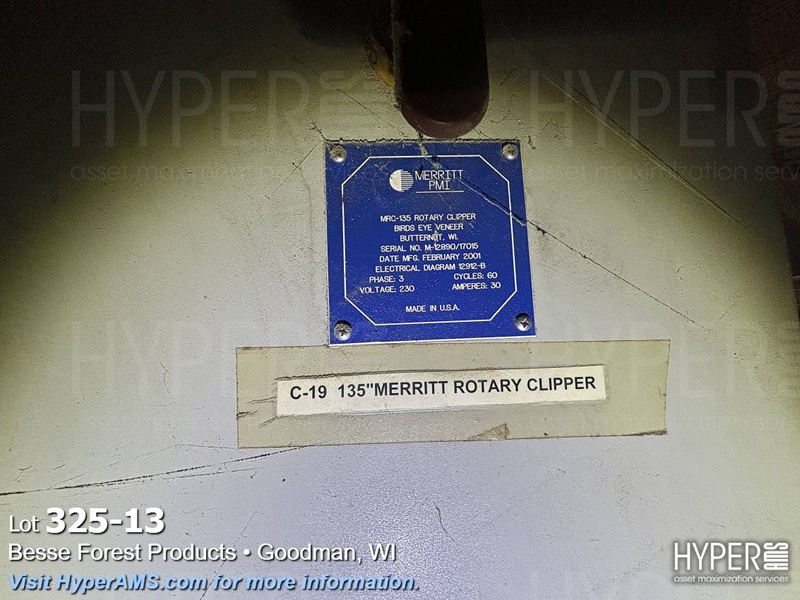 MERRITT
PMI
MRC-135 ROTARY CLIPPER
BIRDS EYE VENEER
BUTTERNUT, WI.
SERIAL NO. M-12890/17015
DATE MFG. FEBRUARY 2001
ELECTRICAL DIAGRAM 12912-B
PHASE: 3 CYCLES: 60
VOLTAGE: 230 AMPERES: 30
MADE IN U.S.A.
C-19 135"MERRITT ROTARY CLIPPER
Lot 325-13
Besse Forest Products • Goodman, WI
Visit HyperAMS.com for more information.
HYPER AMS
asset maximization services